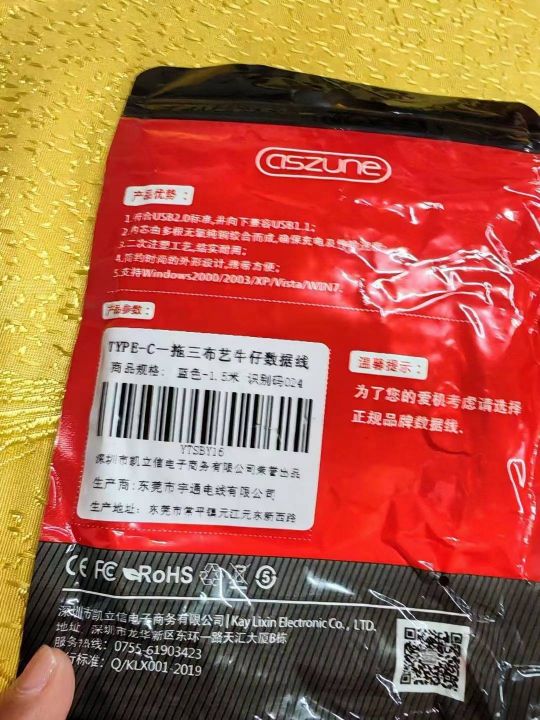 aszune
产品优势：
1.符合USB2.0标准,并向下兼容USB1.1;
2.内芯由多根无氧纯铜绞合而成,确保充电及
3.二次注塑工艺,结实耐用;
4.简约时尚的外形设计,携着方便;
5.支持Windows2000/2003/XP/Vista/WIN7.
产品参数：
TYPE-C一拖三布艺牛仔数据线
商品规格： 蓝色-1.5米 识别码024
YTSBY16
深圳市凯立信电子商务有限公司荣誉出品
生产商:东莞市宇通电线有限公司
生产地址: 东莞市常平镇元江元东新西路
温馨提示：
为了您的爱机考虑请选择
正规品牌数据线.
CE FC RoHS 5
深圳市凯立信电子商务有限公司|Kay Lixin Electronic Co., LTD.
地址：深圳市龙华新区东环一路天汇大厦B栋
服务热线：0755-61903423
行标准：Q/KLX001-2019